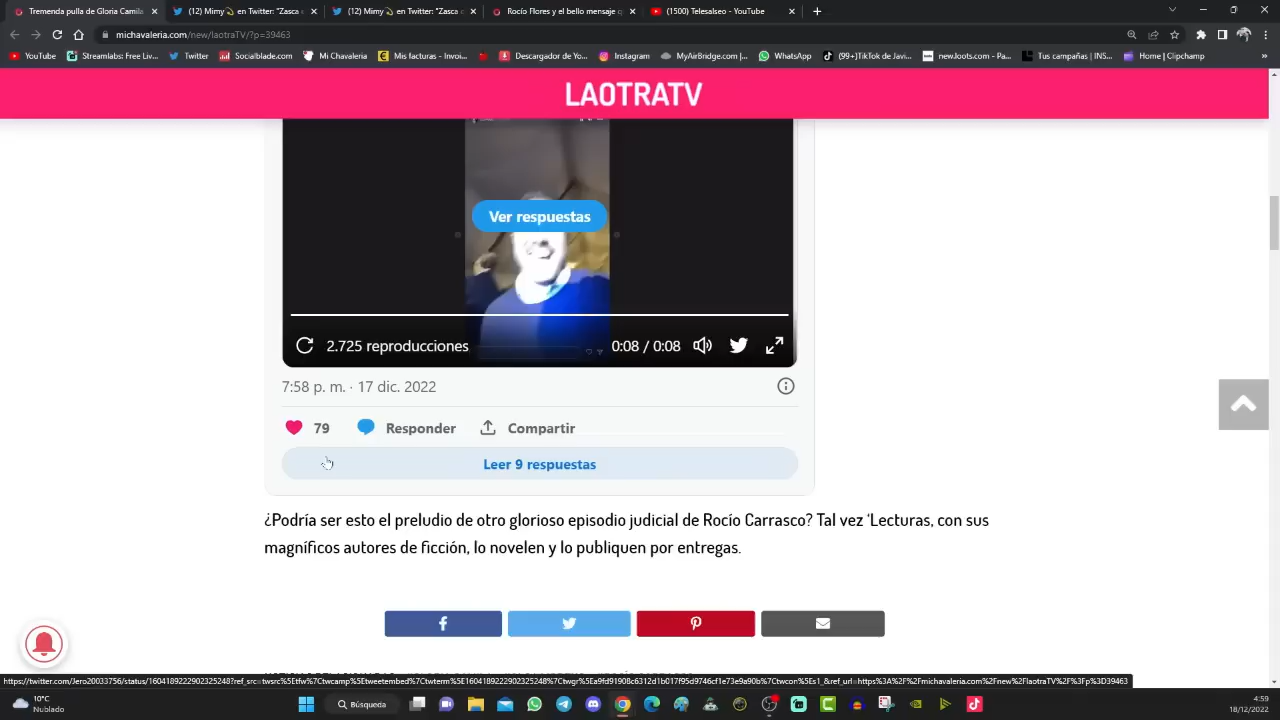 Tremenda pulla de Gloria Camila
(12) Mimy en Twitter: "Zasca
(12) Mimy en Twitter: "Zasca
Rocío Flores y el bello mensaje q
(1500) Telesalseo - YouTube
michavaleria.com/new/laotraTV/?p=39463
YouTube
Streamlabs: Free Liv...
Twitter
Socialblade.com
Mi Chavaleria
Mis facturas - Invoi...
Descargador de Yo...
Instagram
MyAirBridge.com |...
WhatsApp
(99+)TikTok de Javi...
new.loots.com - Pa...
Tus campañas | INS...
Home | Clipchamp
»
LAOTRATV
Ver respuestas
2.725 reproducciones
0:08 / 0:08
7:58 p. m. · 17 dic. 2022
79 Responder Compartir
Leer 9 respuestas
¿Podría ser esto el preludio de otro glorioso episodio judicial de Rocío Carrasco? Tal vez 'Lecturas, con sus
magníficos autores de ficción, lo novelen y lo publiquen por entregas.
10°C
Nublado
Búsqueda
4:59
18/12/2022